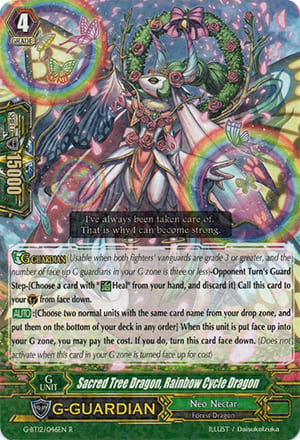 4
GRADE
15000
I've always been taken care of.
That is why I can become strong.
G GUARDIAN (Usable when both fighters' vanguards are grade 3 or greater, and the
number of face up G guardians in your G zone is three or less)-Opponent Turn's Guard
Step-[Choose a card with " Heal" from your hand, and discard it] Call this card to
your from face down.
AUTO:[Choose two normal units with the same card name from your drop zone, and
put them on the bottom of your deck in any order] When this unit is put face up into
your G zone, you may pay the cost. If you do, turn this card face down. (Does not
activate when this card in your G zone is turned face up for cost)
G
UNIT
Sacred Tree Dragon, Rainbow Cycle Dragon
G-GUARDIAN
Neo Nectar
Forest Dragon
G-BT12/046EN R
ILLUST / DaisukeIzuka